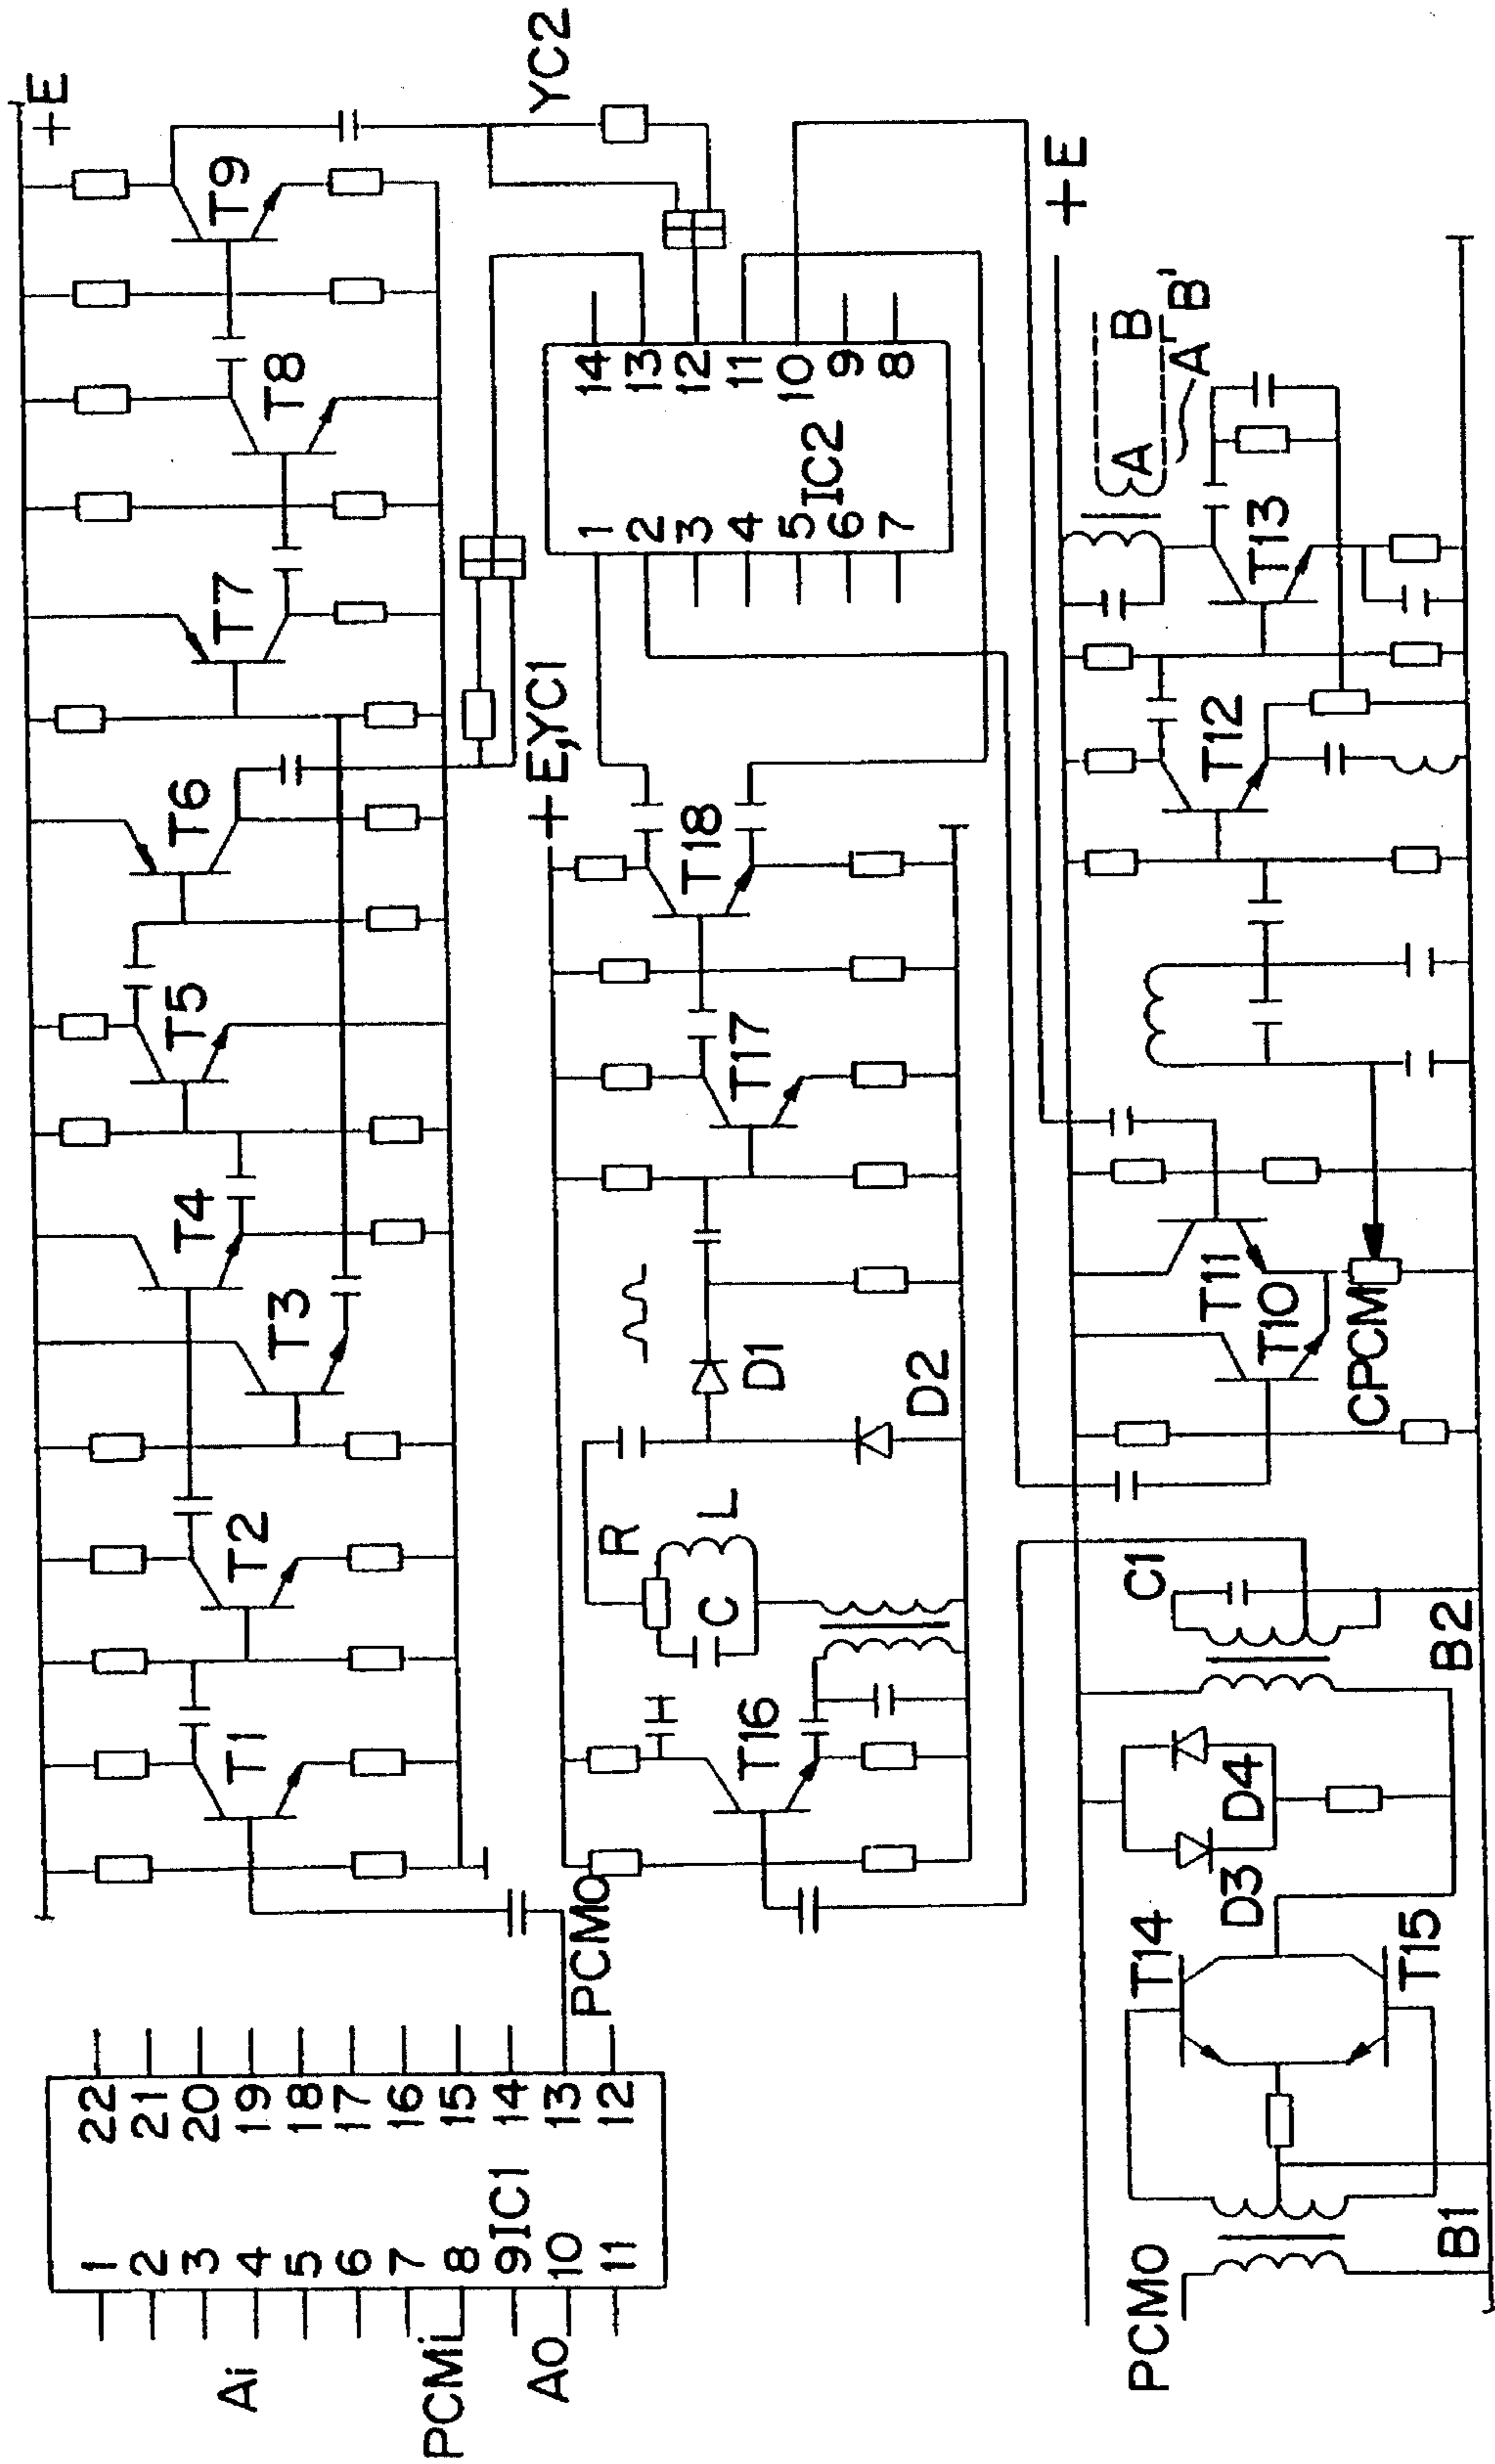 +E
T1
T2
T3
T4
T5
T6
T7
T8
T9
YC2
22
21
20
19
18
17
16
15
14
13
12
1
2
3
4
5
6
7
8
9
10
11
IC1
Ai
PCMi
AO
PCMO
+E,YC1
T16
C
R
L
D1
D2
T17
T18
14
13
12
11
10
9
8
1
2
3
4
5
6
7
IC2
+E
PCMO
B1
T14
T15
D3
D4
B2
C1
T10
T11
CPCM
T12
T13
A
B
A'
B'